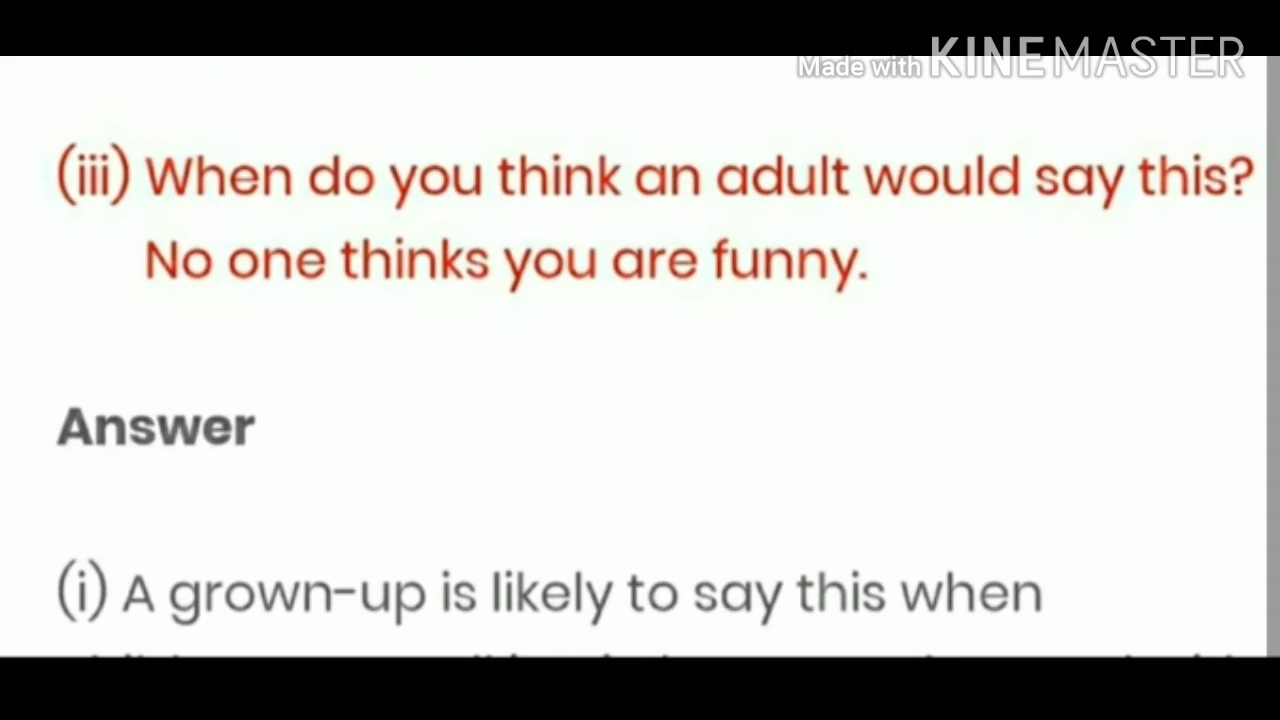 Made with KINEMASTER
(iii) When do you think an adult would say this?
No one thinks you are funny.
Answer
(i) A grown-up is likely to say this when